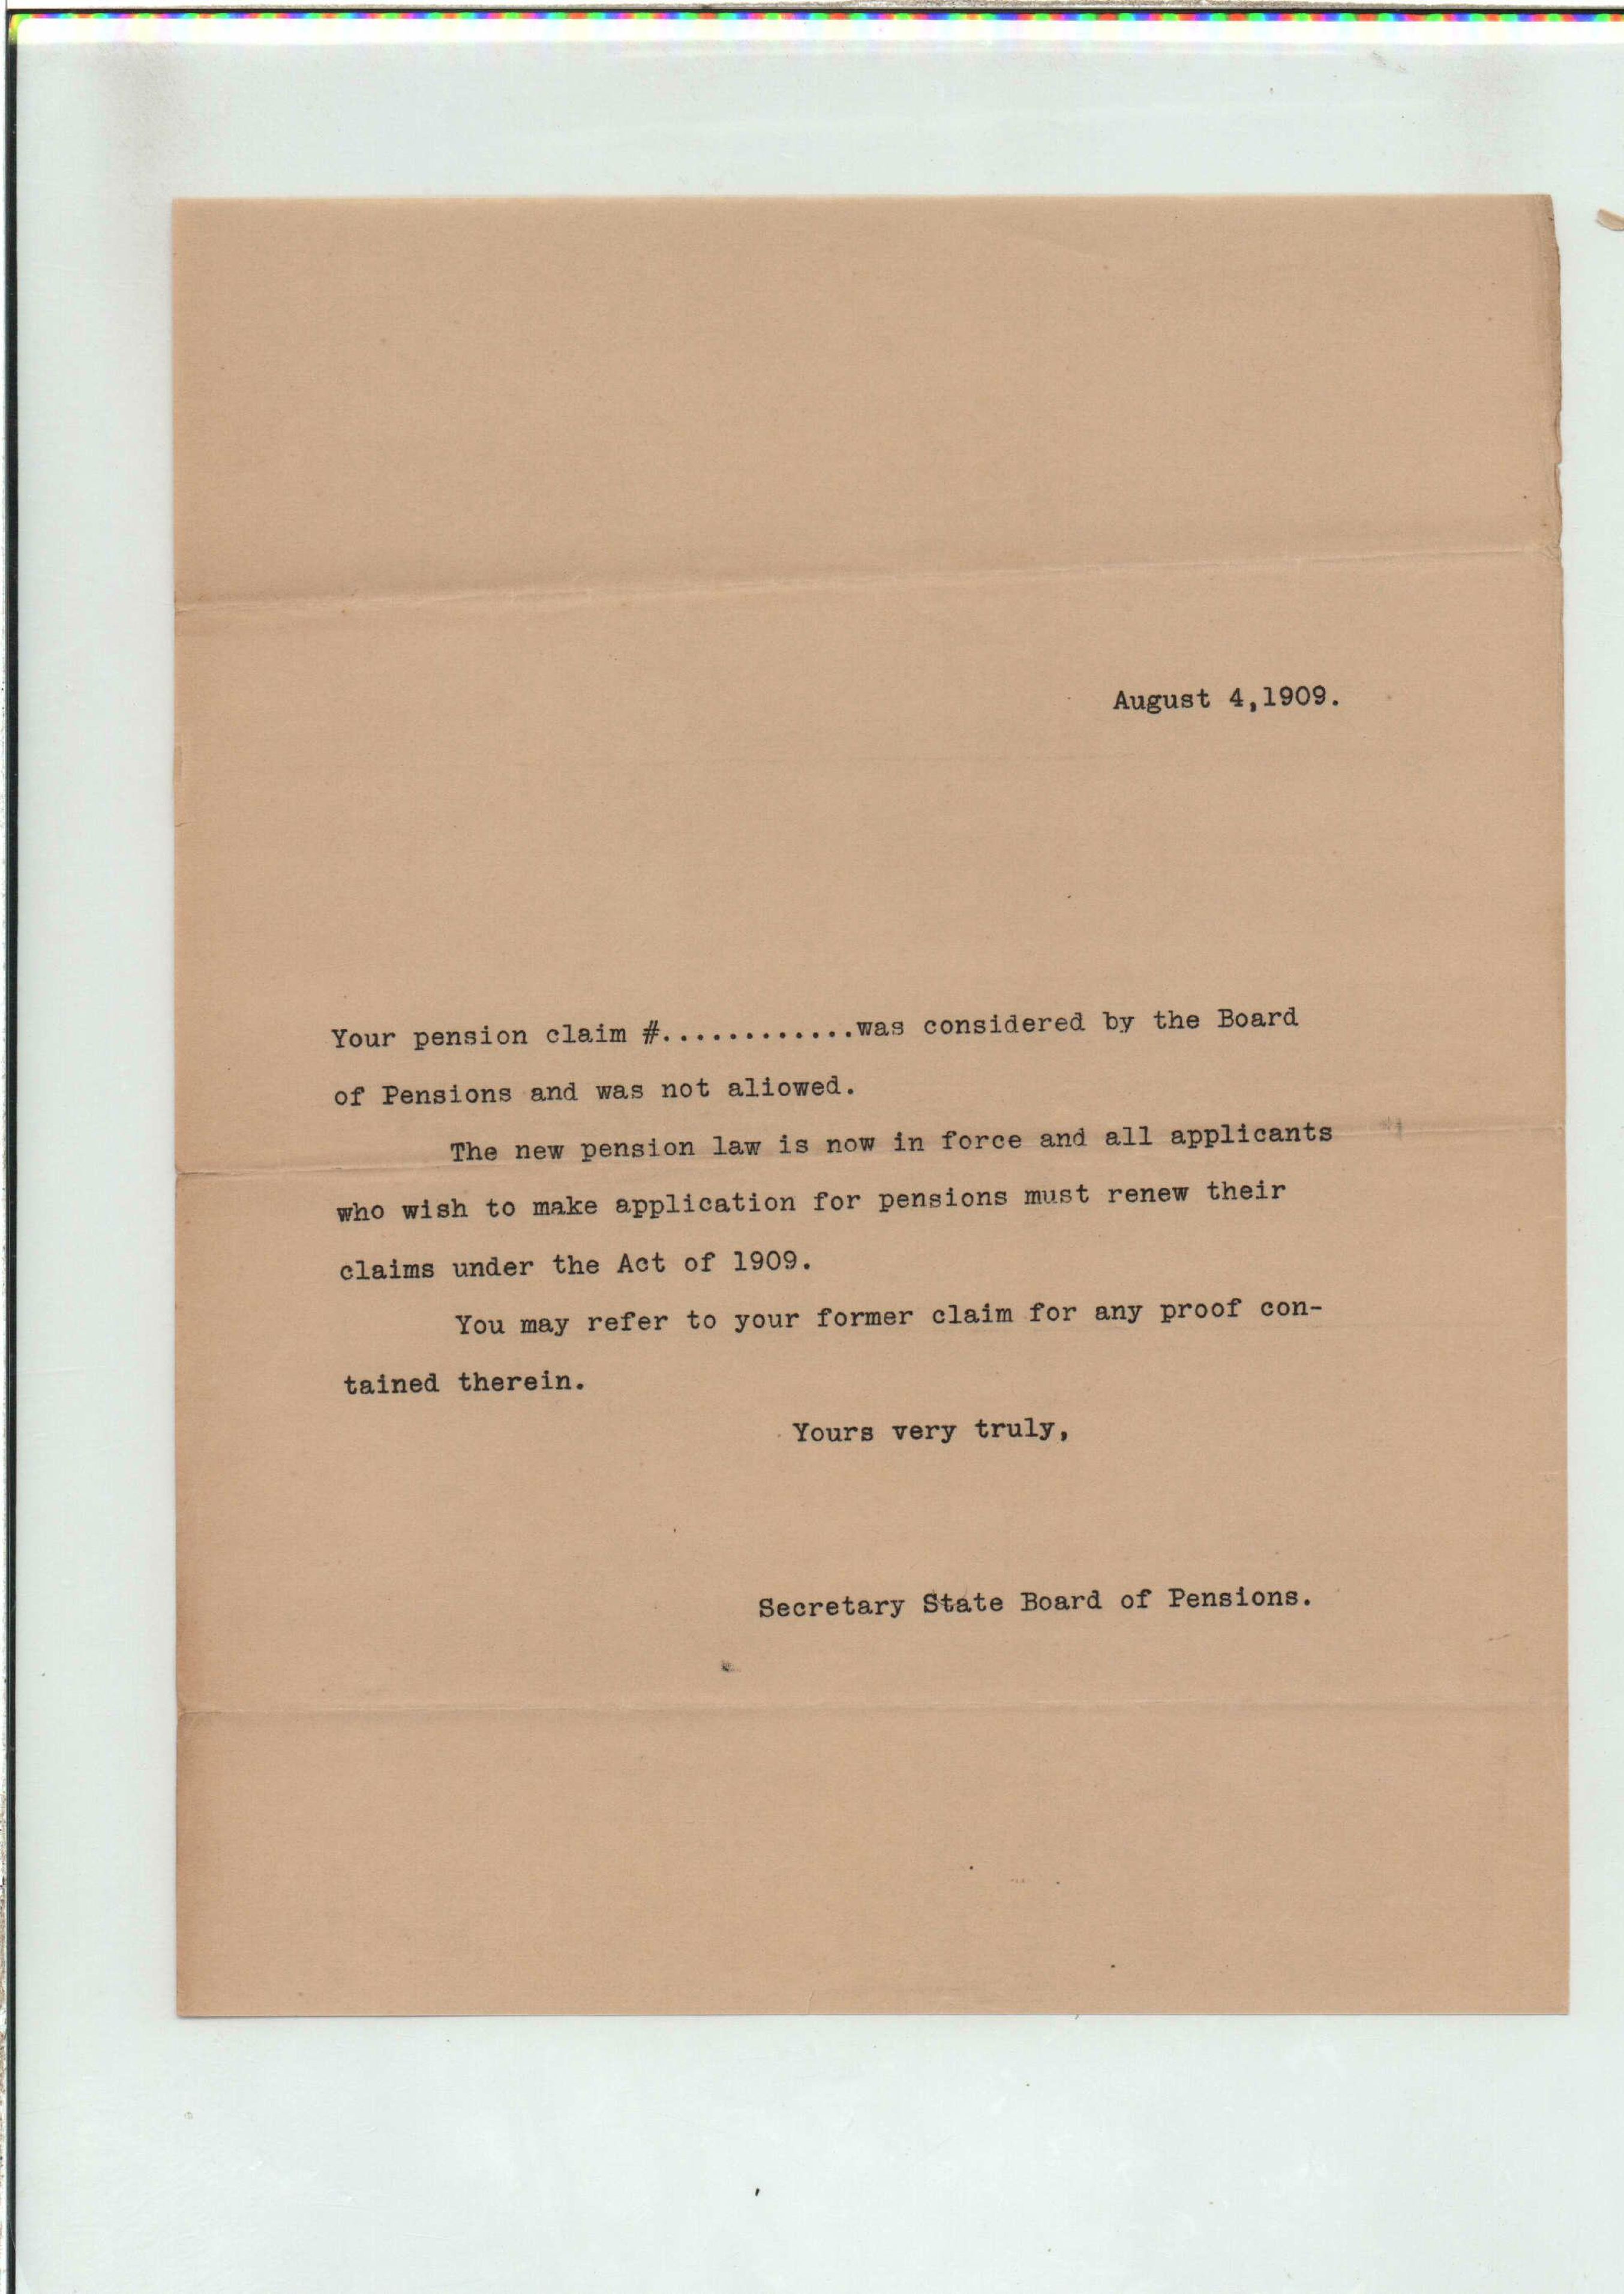 August 4,1909.
Your pension claim #............was considered by the Board
of Pensions and was not aliowed.
The new pension law is now in force and all applicants
who wish to make application for pensions must renew their
claims under the Act of 1909.
You may refer to your former claim for any proof con-
tained therein.
Yours very truly,
Secretary State Board of Pensions.